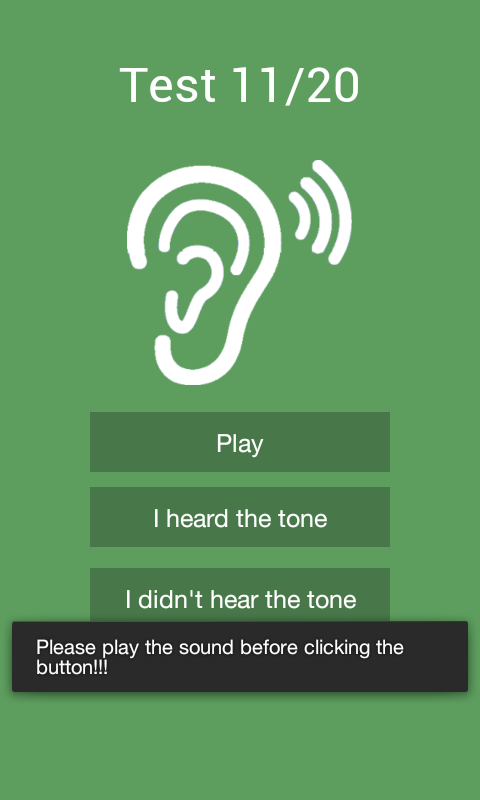 Test 11/20
Play
I heard the tone
I didn't hear the tone
Please play the sound before clicking the
button!!!